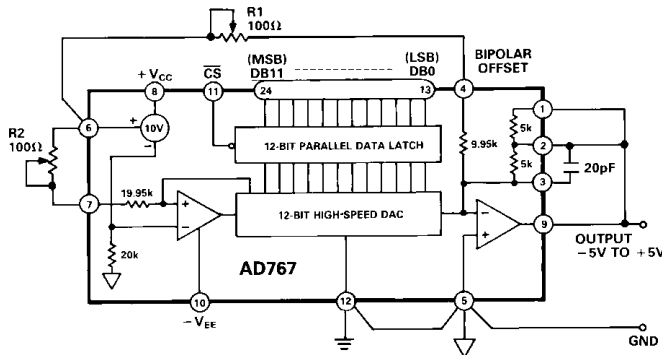 R1
100Ω
(MSB)
DB11
(LSB)
DB0
BIPOLAR
OFFSET
+ VCC
CS
8
11
24
13
4
1
6
+
10V
−
5k
R2
100Ω
12-BIT PARALLEL DATA LATCH
9.95k
2
5k
20pF
3
7
19.95k
+
−
12-BIT HIGH-SPEED DAC
−
+
9
OUTPUT
−5V TO +5V
20k
AD767
10
12
5
− VEE
GND